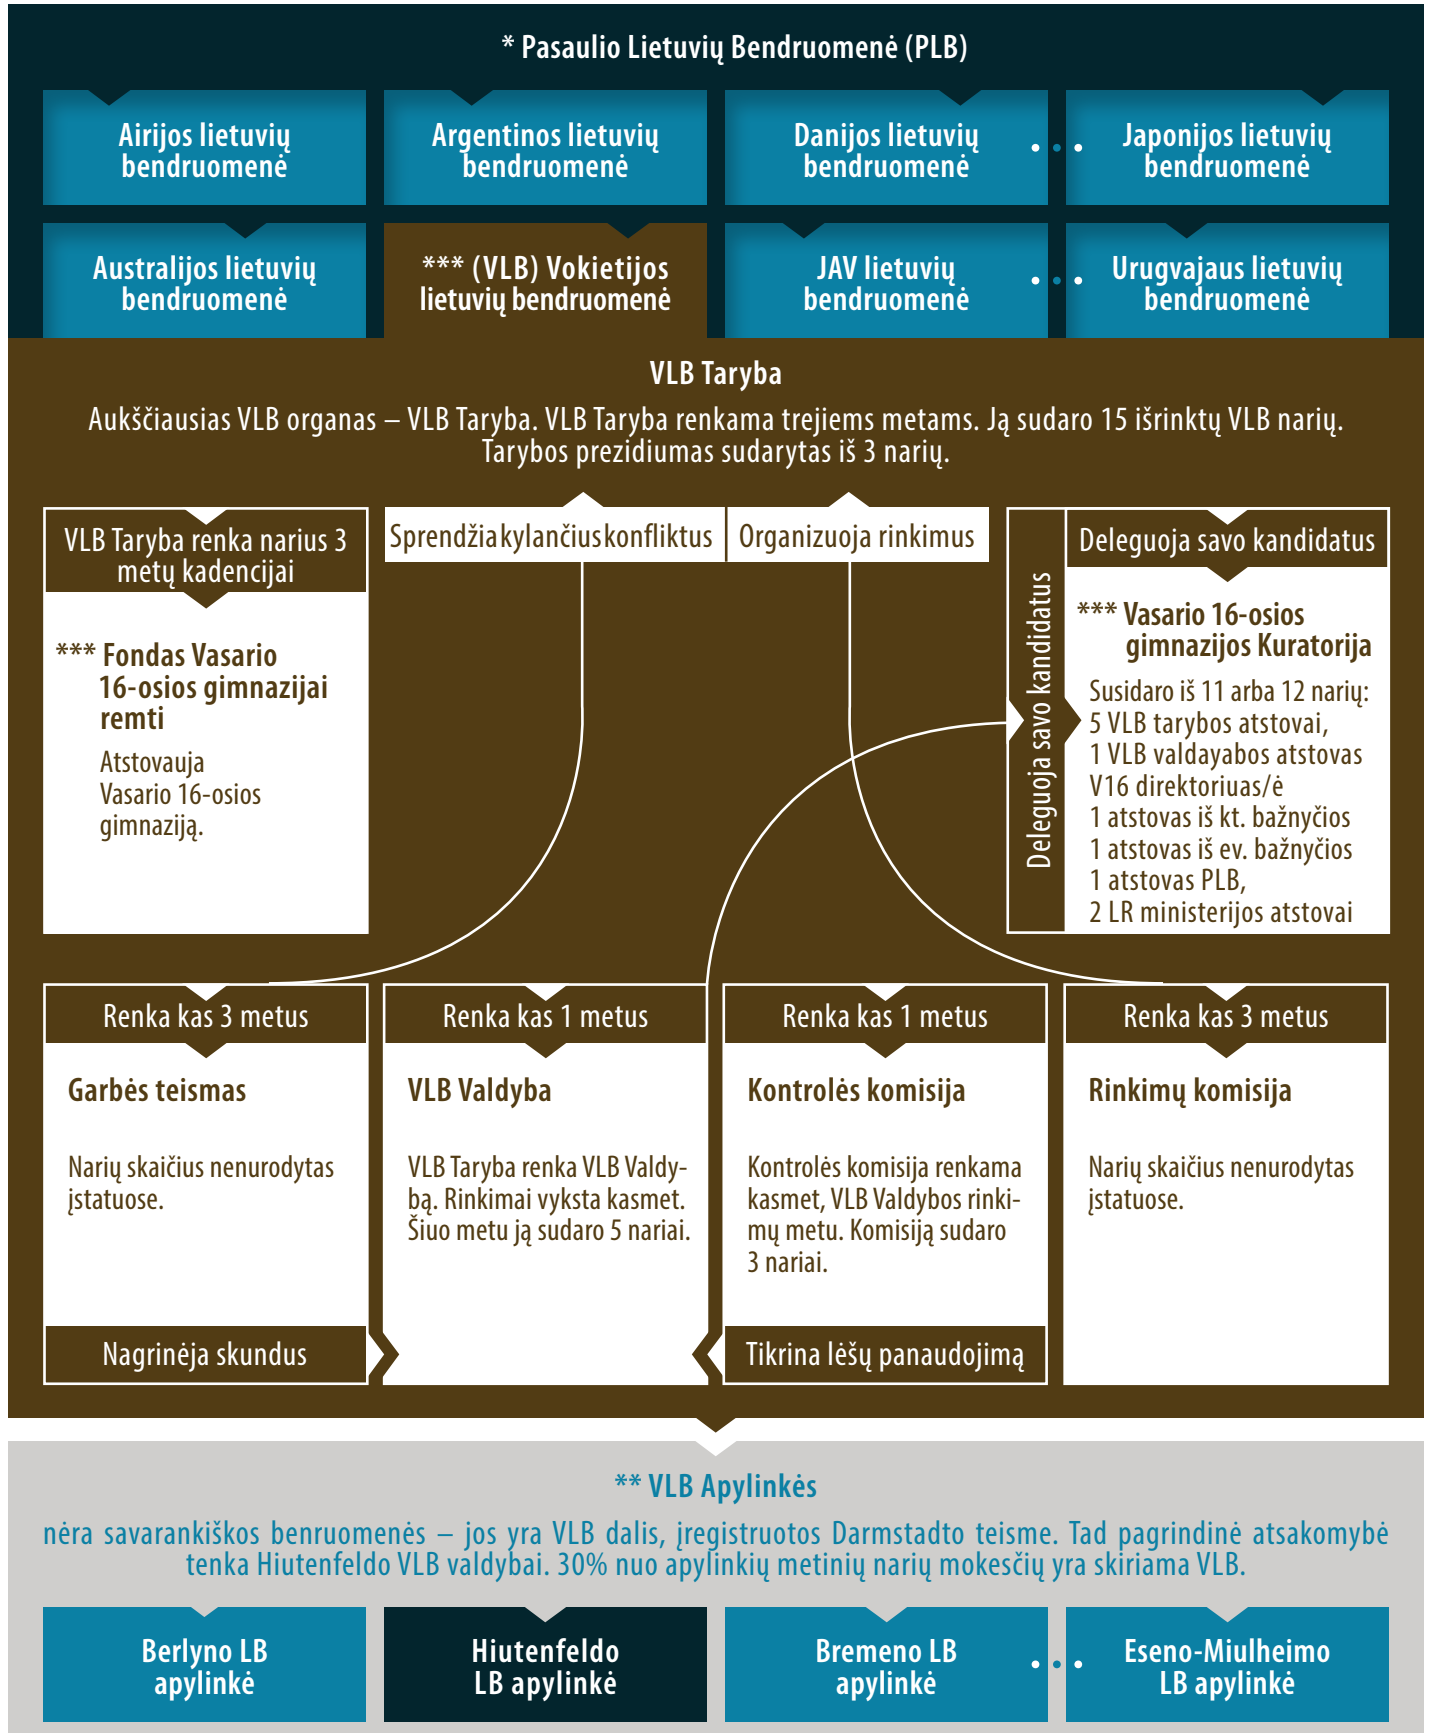 * Pasaulio Lietuvių Bendruomenė (PLB)
Airijos lietuvių
bendruomenė
Argentinos lietuvių
bendruomenė
Danijos lietuvių
bendruomenė
Japonijos lietuvių
bendruomenė
Australijos lietuvių
bendruomenė
*** (VLB) Vokietijos
lietuvių bendruomenė
JAV lietuvių
bendruomenė
Urugvajaus lietuvių
bendruomenė
VLB Taryba
Aukščiausias VLB organas – VLB Taryba. VLB Taryba renkama trejiems metams. Ją sudaro 15 išrinktų VLB narių.
Tarybos prezidiumas sudarytas iš 3 narių.
VLB Taryba renka narius 3
metų kadencijai
*** Fondas Vasario
16-osios gimnazijai
remti
Atstovauja
Vasario 16-osios
gimnaziją.
Sprendžia kylančius konfliktus
Organizuoja rinkimus
Deleguoja savo kandidatus
Deleguoja savo kandidatus
*** Vasario 16-osios
gimnazijos Kuratorija
Susidaro iš 11 arba 12 narių:
5 VLB tarybos atstovai,
1 VLB valdayabos atstovas
V16 direktoriuas/ė
1 atstovas iš kt. bažnyčios
1 atstovas iš ev. bažnyčios
1 atstovas PLB,
2 LR ministerijos atstovai
Renka kas 3 metus
Garbės teismas
Narių skaičius nenurodytas
įstatuose.
Nagrinėja skundus
Renka kas 1 metus
VLB Valdyba
VLB Taryba renka VLB Valdy-
bą. Rinkimai vyksta kasmet.
Šiuo metu ją sudaro 5 nariai.
Renka kas 1 metus
Kontrolės komisija
Kontrolės komisija renkama
kasmet, VLB Valdybos rinki-
mų metu. Komisiją sudaro
3 nariai.
Tikrina lėšų panaudojimą
Renka kas 3 metus
Rinkimų komisija
Narių skaičius nenurodytas
įstatuose.
** VLB Apylinkės
nėra savarankiškos benruomenės – jos yra VLB dalis, įregistruotos Darmstadto teisme. Tad pagrindinė atsakomybė
tenka Hiutenfeldo VLB valdybai. 30% nuo apylinkių metinių narių mokesčių yra skiriama VLB.
Berlyno LB
apylinkė
Hiutenfeldo
LB apylinkė
Bremeno LB
apylinkė
Eseno-Miulheimo
LB apylinkė